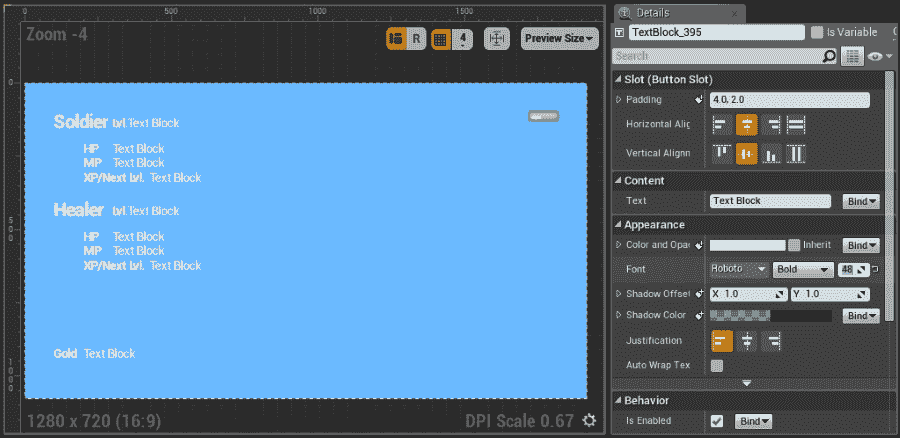 0 500 1000 1500
Zoom -4
R 4 Preview Size
0
500
1000
Soldier Lvl. Text Block
HP Text Block
MP Text Block
XP/Next Lvl. Text Block
Healer Lvl. Text Block
HP Text Block
MP Text Block
XP/Next Lvl. Text Block
Gold Text Block
1280 x 720 (16:9) DPI Scale 0.67
Details
TextBlock_395 Is Variable
Search
Slot (Button Slot)
Padding 4.0, 2.0
Horizontal Alig
Vertical Alignn
Content
Text Text Block Bind
Appearance
Color and Opac Inherit Bind
Font Roboto Bold 48
Shadow Offset X 1.0 Y 1.0
Shadow Color Bind
Justification
Auto Wrap Tex
Behavior
Is Enabled Bind